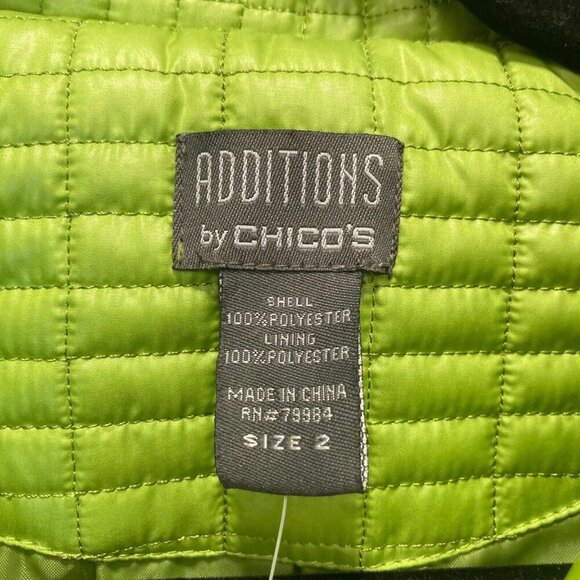 ADDITIONS
by CHICO'S
SHELL
100%POLYESTER
LINING
100%POLYESTER
MADE IN CHINA
RN#79984
SIZE 2